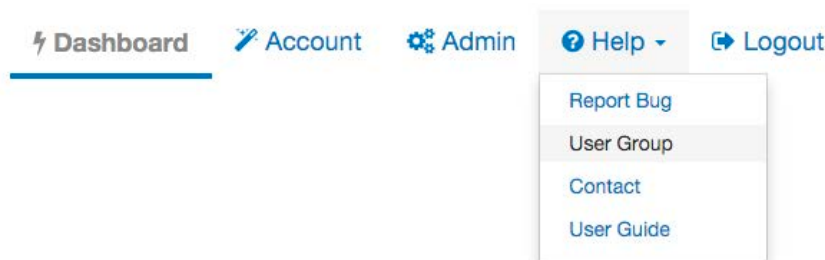 Dashboard Account Admin Help Logout
Report Bug
User Group
Contact
User Guide